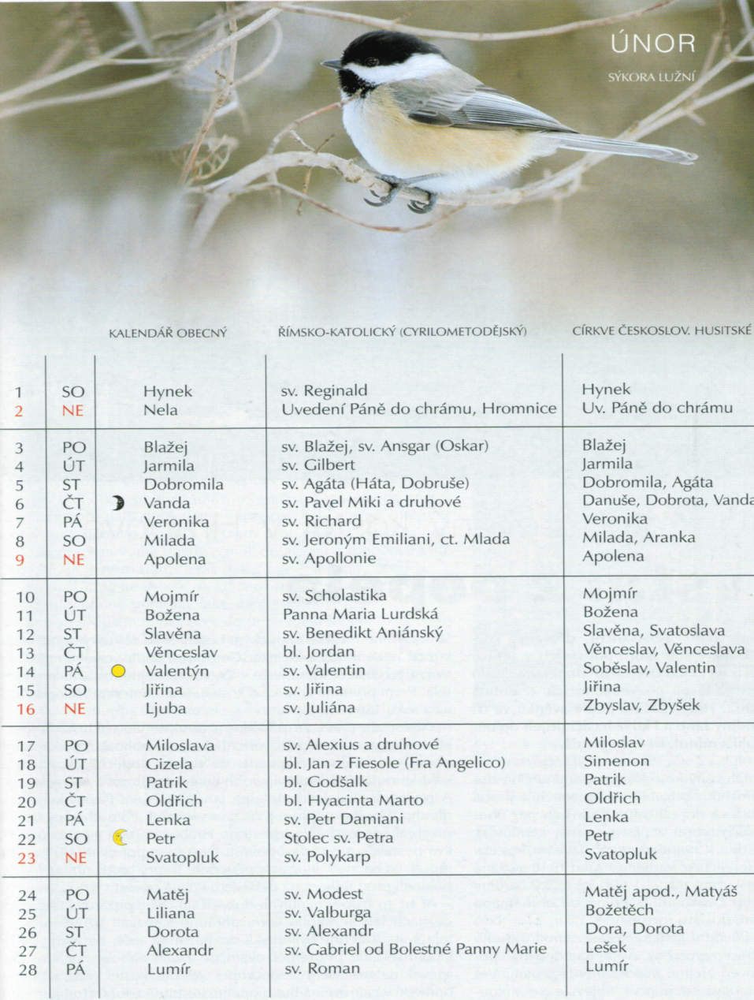 ÚNOR
SÝKORA LUŽNÍ
KALENDÁŘ OBECNÝ ŘÍMSKO-KATOLICKÝ (CYRILOMETODĚJSKÝ) CÍRKVE ČESKOSLOV. HUSITSKÉ
1 SO Hynek sv. Reginald Hynek
2 NE Nela Uvedení Páně do chrámu, Hromnice Uv. Páně do chrámu
3 PO Blažej sv. Blažej, sv. Ansgar (Oskar) Blažej
4 ÚT Jarmila sv. Gilbert Jarmila
5 ST Dobromila sv. Agáta (Háta, Dobruše) Dobromila, Agáta
6 ČT Vanda sv. Pavel Miki a druhové Danuše, Dobrota, Vanda
7 PÁ Veronika sv. Richard Veronika
8 SO Milada sv. Jeroným Emiliani, ct. Mlada Milada, Aranka
9 NE Apolena sv. Apollonie Apolena
10 PO Mojmír sv. Scholastika Mojmír
11 ÚT Božena Panna Maria Lurdská Božena
12 ST Slavěna sv. Benedikt Aniánský Slavěna, Svatoslava
13 ČT Věnceslav bl. Jordan Věnceslav, Věnceslava
14 PÁ Valentýn sv. Valentin Soběslav, Valentin
15 SO Jiřina sv. Jiřina Jiřina
16 NE Ljuba sv. Juliána Zbyslav, Zbyšek
17 PO Miloslava sv. Alexius a druhové Miloslav
18 ÚT Gizela bl. Jan z Fiesole (Fra Angelico) Simenon
19 ST Patrik bl. Godšalk Patrik
20 ČT Oldřich bl. Hyacinta Marto Oldřich
21 PÁ Lenka sv. Petr Damiani Lenka
22 SO Petr Stolec sv. Petra Petr
23 NE Svatopluk sv. Polykarp Svatopluk
24 PO Matěj sv. Modest Matěj apod., Matyáš
25 ÚT Liliana sv. Valburga Božetěch
26 ST Dorota sv. Alexandr Dora, Dorota
27 ČT Alexandr sv. Gabriel od Bolestné Panny Marie Lešek
28 PÁ Lumír sv. Roman Lumír